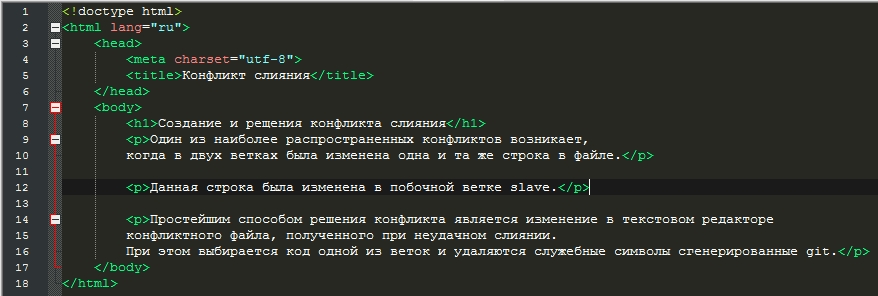 1 <!doctype html>
2 <html lang="ru">
3 <head>
4 <meta charset="utf-8">
5 <title>Конфликт слияния</title>
6 </head>
7 <body>
8 <h1>Создание и решения конфликта слияния</h1>
9 <p>Один из наиболее распространенных конфликтов возникает,
10 когда в двух ветках была изменена одна и та же строка в файле.</p>
11
12 <p>Данная строка была изменена в побочной ветке slave.</p>
13
14 <p>Простейшим способом решения конфликта является изменение в текстовом редакторе
15 конфликтного файла, полученного при неудачном слиянии.
16 При этом выбирается код одной из веток и удаляются служебные символы сгенерированные git.</p>
17 </body>
18 </html>